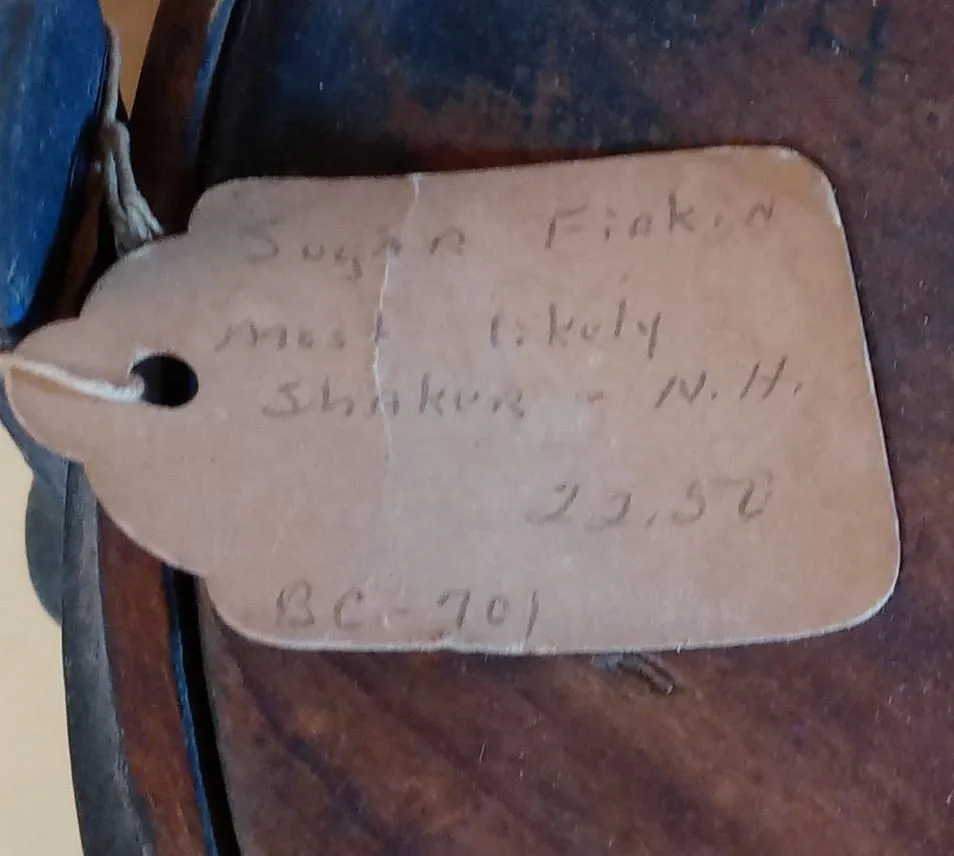 Sugar Firkin
Most likely
Shaker - N.H.
22.50
BC-701